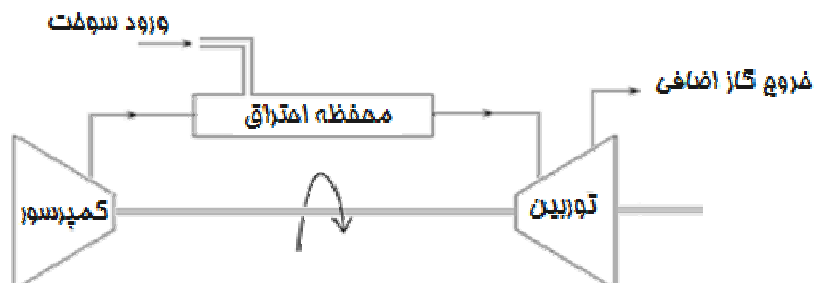 ورود سوخت
خروج گاز اضافی
محفظه احتراق
کمپرسور
توربین